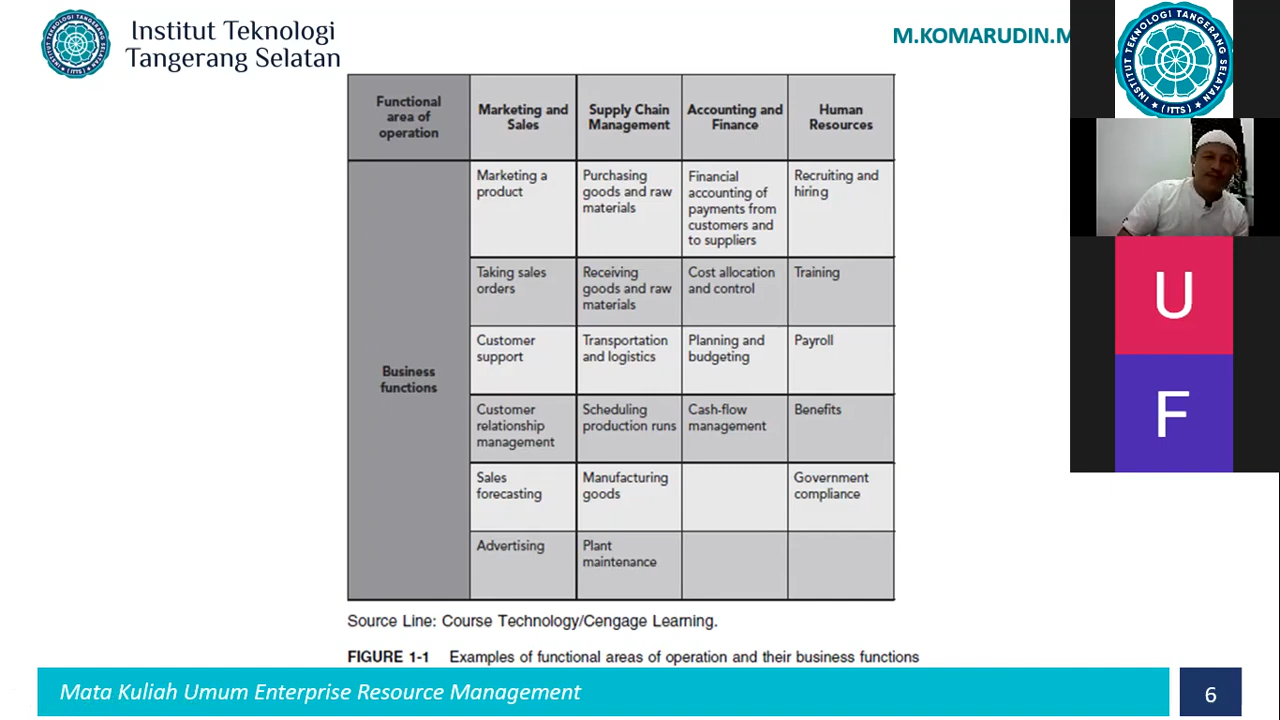 Institut Teknologi
Tangerang Selatan
M.KOMARUDIN.M
INSTITUT TEKNOLOGI TANGERANG SELATAN
(ITTS)
Functional
area of
operation
Marketing and
Sales
Supply Chain
Management
Accounting and
Finance
Human
Resources
Business
functions
Marketing a
product
Purchasing
goods and raw
materials
Financial
accounting of
payments from
customers and
to suppliers
Recruiting and
hiring
Taking sales
orders
Receiving
goods and raw
materials
Cost allocation
and control
Training
Customer
support
Transportation
and logistics
Planning and
budgeting
Payroll
Customer
relationship
management
Scheduling
production runs
Cash-flow
management
Benefits
Sales
forecasting
Manufacturing
goods
Government
compliance
Advertising
Plant
maintenance
Source Line: Course Technology/Cengage Learning.
FIGURE 1-1 Examples of functional areas of operation and their business functions
Mata Kuliah Umum Enterprise Resource Management
6
U
F